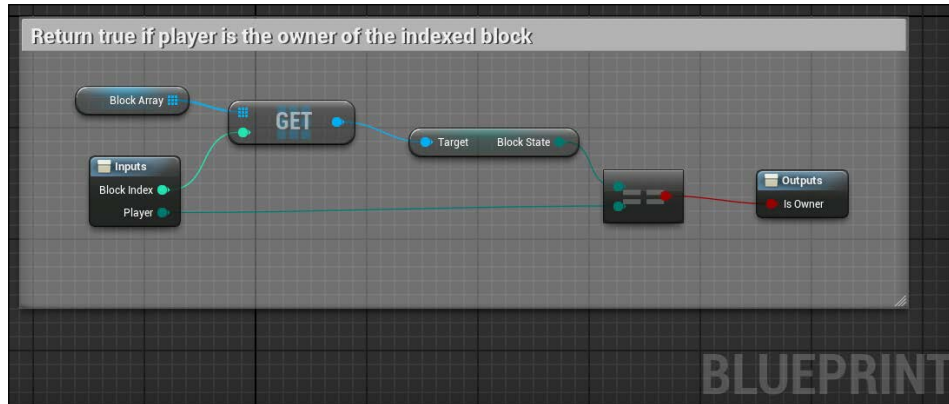 Return true if player is the owner of the indexed block
Block Array
GET
Target Block State
Inputs
Block Index
Player
==
Outputs
Is Owner
BLUEPRINT